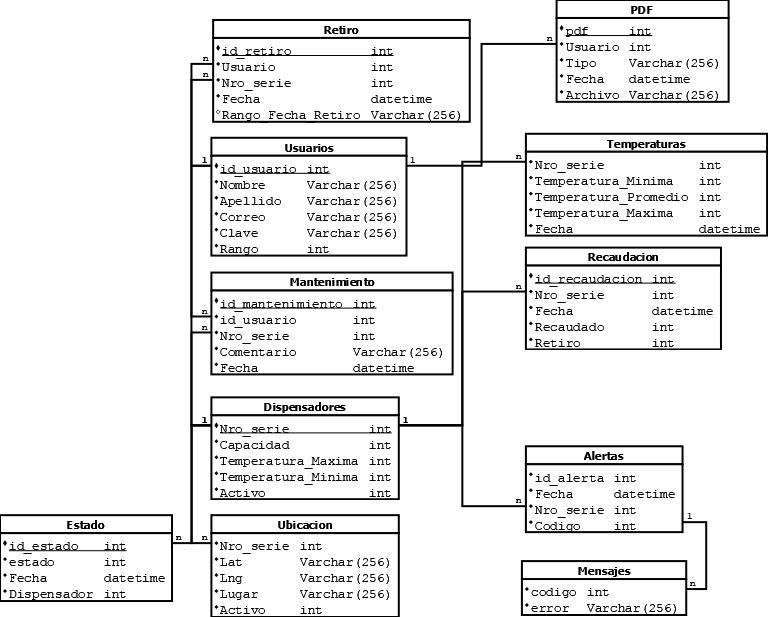 Retiro
id_retiro int
Usuario int
Nro_serie int
Fecha datetime
Rango_Fecha_Retiro Varchar(256)
n
n
PDF
pdf int
Usuario int
Tipo Varchar(256)
Fecha datetime
Archivo Varchar(256)
n
Usuarios
id_usuario int
Nombre Varchar(256)
Apellido Varchar(256)
Correo Varchar(256)
Clave Varchar(256)
Rango int
1
1
Temperaturas
Nro_serie int
Temperatura_Minima int
Temperatura_Promedio int
Temperatura_Maxima int
Fecha datetime
n
Mantenimiento
id_mantenimiento int
id_usuario int
Nro_serie int
Comentario Varchar(256)
Fecha datetime
n
n
Recaudacion
id_recaudacion int
Nro_serie int
Fecha datetime
Recaudado int
Retiro int
n
Dispensadores
Nro_serie int
Capacidad int
Temperatura_Maxima int
Temperatura_Minima int
Activo int
1
1
Alertas
id_alerta int
Fecha datetime
Nro_serie int
Codigo int
n
1
Estado
id_estado int
estado int
Fecha datetime
Dispensador int
n
Ubicacion
Nro_serie int
Lat Varchar(256)
Lng Varchar(256)
Lugar Varchar(256)
Activo int
n
Mensajes
codigo int
error Varchar(256)
n